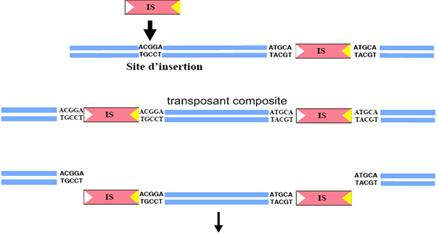 IS
ACGGA ATGCA IS ATGCA
TGCCT TACGT TACGT
Site d'insertion
transposant composite
ACGGA IS ACGGA ATGCA IS ATGCA
TGCCT TGCCT TACGT TACGT
ACGGA ATGCA
TGCCT TACGT
IS ACGGA ATGCA IS
TGCCT TACGT